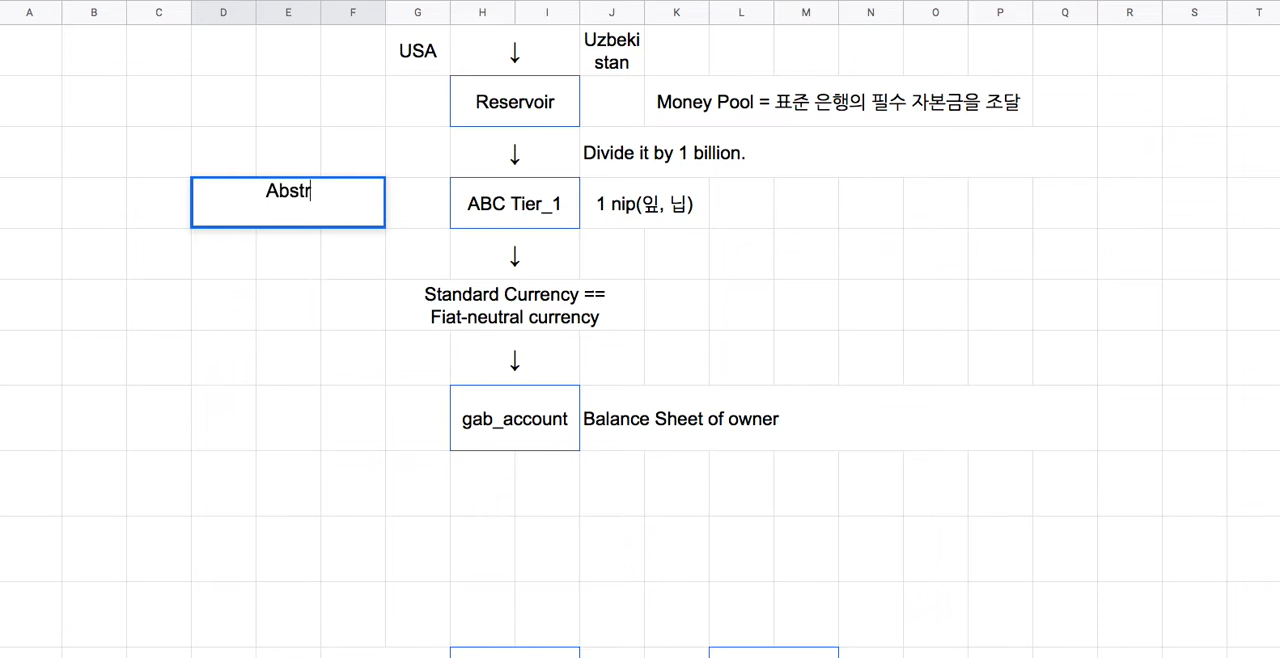 A B C D E F G H I J K L M N O P Q R S T
USA ↓ Uzbeki
stan
Reservoir Money Pool = 표준 은행의 필수 자본금을 조달
↓ Divide it by 1 billion.
Abstr ABC Tier_1 1 nip(잎, 닙)
↓
Standard Currency ==
Fiat-neutral currency
↓
gab_account Balance Sheet of owner